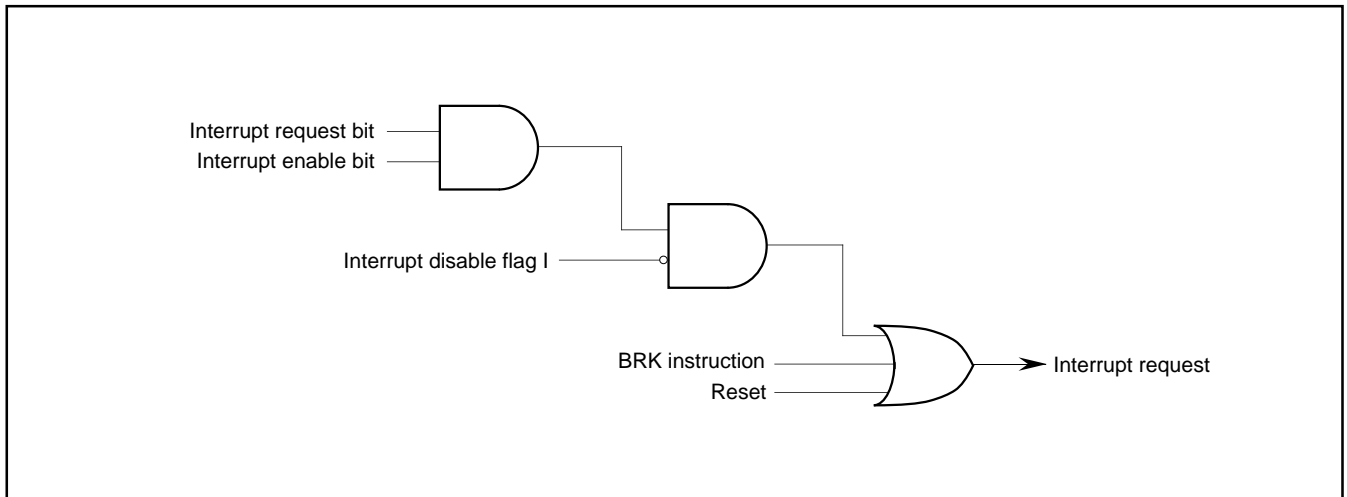 Interrupt request bit
Interrupt enable bit
Interrupt disable flag I
BRK instruction
Reset
Interrupt request